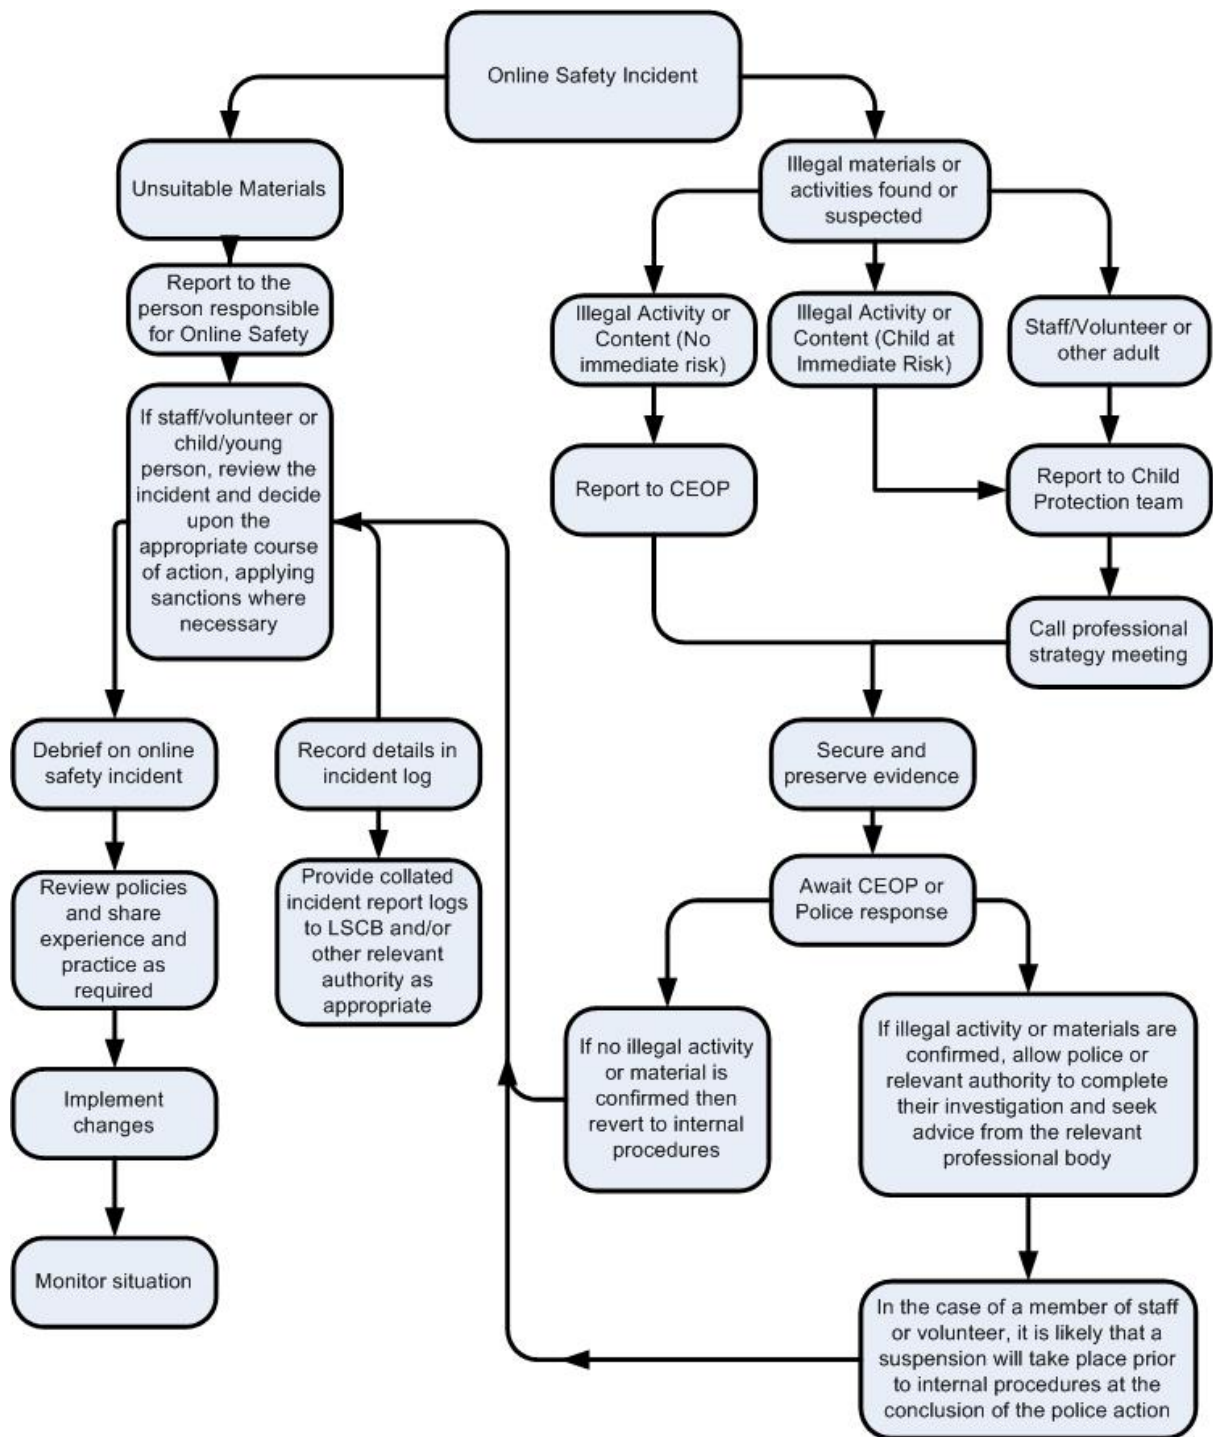 Online Safety Incident
Unsuitable Materials
Report to the
person responsible
for Online Safety
If staff/volunteer or
child/young
person, review the
incident and decide
upon the
appropriate course
of action, applying
sanctions where
necessary
Debrief on online
safety incident
Review policies
and share
experience and
practice as
required
Implement
changes
Monitor situation
Record details in
incident log
Provide collated
incident report logs
to LSCB and/or
other relevant
authority as
appropriate
Illegal materials or
activities found or
suspected
Illegal Activity or
Content (No
immediate risk)
Illegal Activity or
Content (Child at
Immediate Risk)
Staff/Volunteer or
other adult
Report to CEOP
Report to Child
Protection team
Call professional
strategy meeting
Secure and
preserve evidence
Await CEOP or
Police response
If no illegal activity
or material is
confirmed then
revert to internal
procedures
If illegal activity or materials are
confirmed, allow police or
relevant authority to complete
their investigation and seek
advice from the relevant
professional body
In the case of a member of staff
or volunteer, it is likely that a
suspension will take place prior
to internal procedures at the
conclusion of the police action